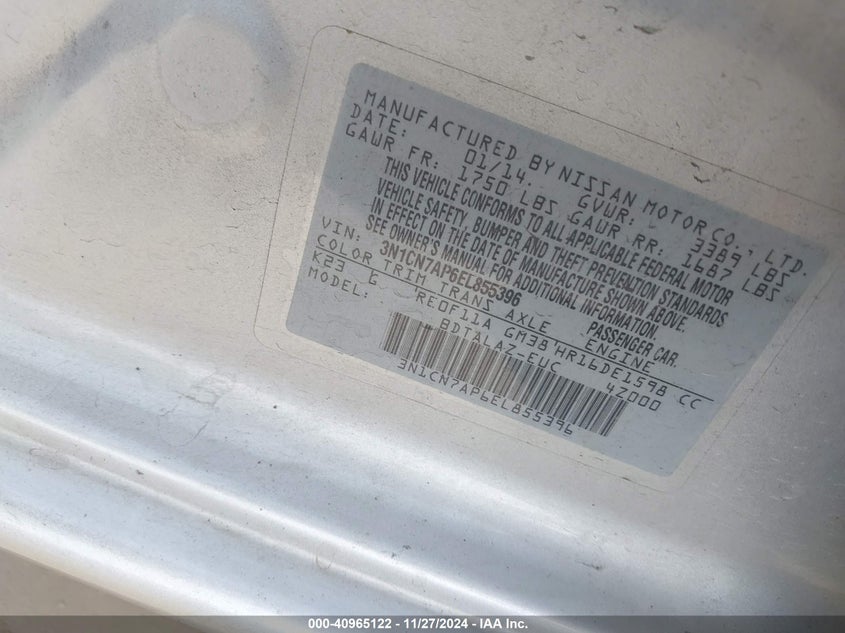 MANUFACTURED BY NISSAN MOTOR CO., LTD.
DATE: 01/14. GVWR: 3389 LBS
GAWR FR: 1750 LBS GAWR RR: 1687 LBS
THIS VEHICLE CONFORMS TO ALL APPLICABLE FEDERAL MOTOR
VEHICLE SAFETY, BUMPER AND THEFT PREVENTION STANDARDS
IN EFFECT ON THE DATE OF MANUFACTURE SHOWN ABOVE.
SEE OWNER'S MANUAL FOR ADDITIONAL INFORMATION.
VIN: 3N1CN7AP6EL855396 PASSENGER CAR.
COLOR TRIM TRANS AXLE ENGINE
K23 G RE0F11A GM38 HR16DE1598 CC
MODEL: BDTALAZ-EUC 42000
3N1CN7AP6EL855396
000-40965122 - 11/27/2024 - IAA Inc.